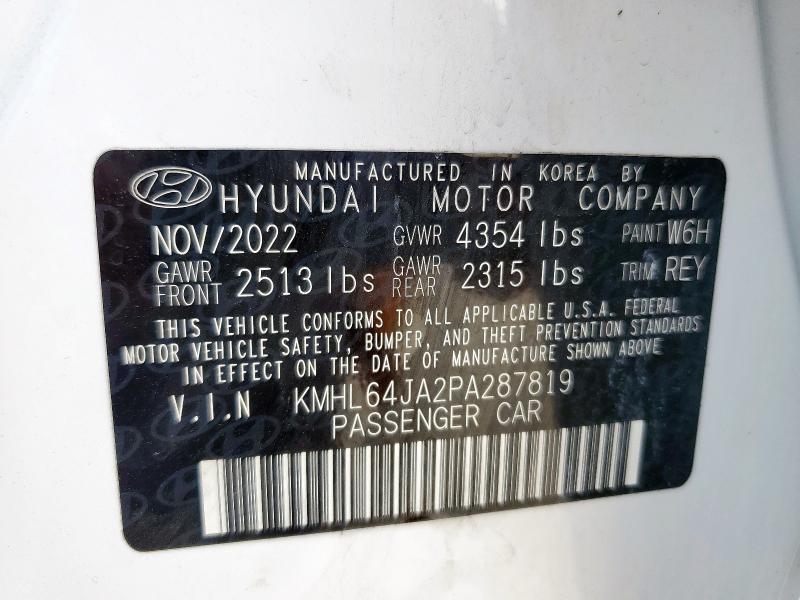 MANUFACTURED IN KOREA BY
HYUNDAI MOTOR COMPANY
NOV/2022 GVWR 4354 lbs PAINT W6H
GAWR FRONT 2513 lbs GAWR REAR 2315 lbs TRIM REY
THIS VEHICLE CONFORMS TO ALL APPLICABLE U.S.A. FEDERAL
MOTOR VEHICLE SAFETY, BUMPER, AND THEFT PREVENTION STANDARDS
IN EFFECT ON THE DATE OF MANUFACTURE SHOWN ABOVE.
V.I.N KMHL64JA2PA287819
PASSENGER CAR